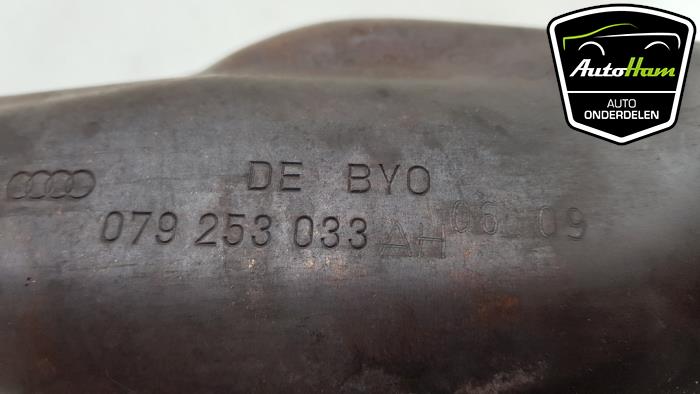 AutoHam
AUTO
ONDERDELEN
DE BYO
079 253 033 AH 06 09